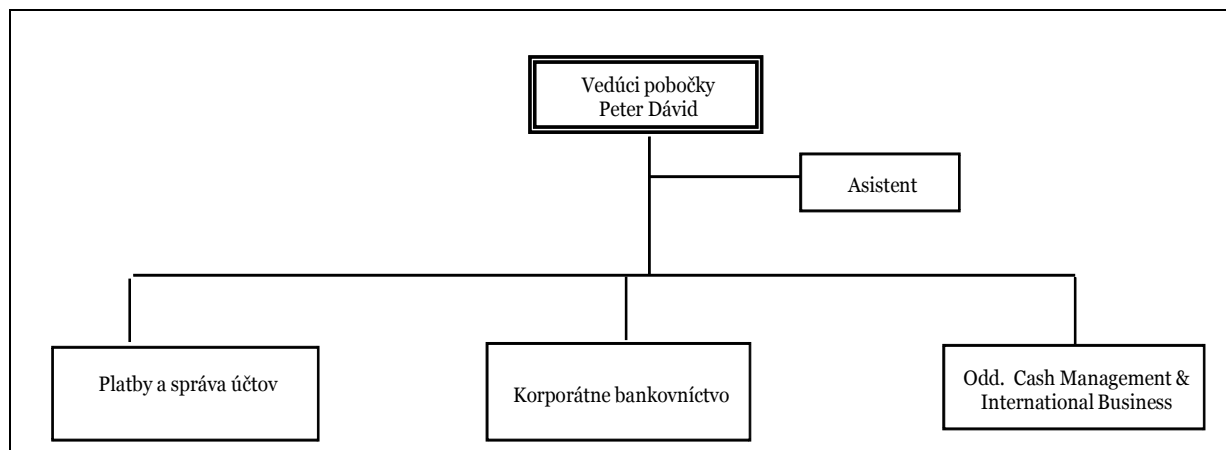 Vedúci pobočky
Peter Dávid
Asistent
Platby a správa účtov
Korporátne bankovníctvo
Odd. Cash Management &
International Business